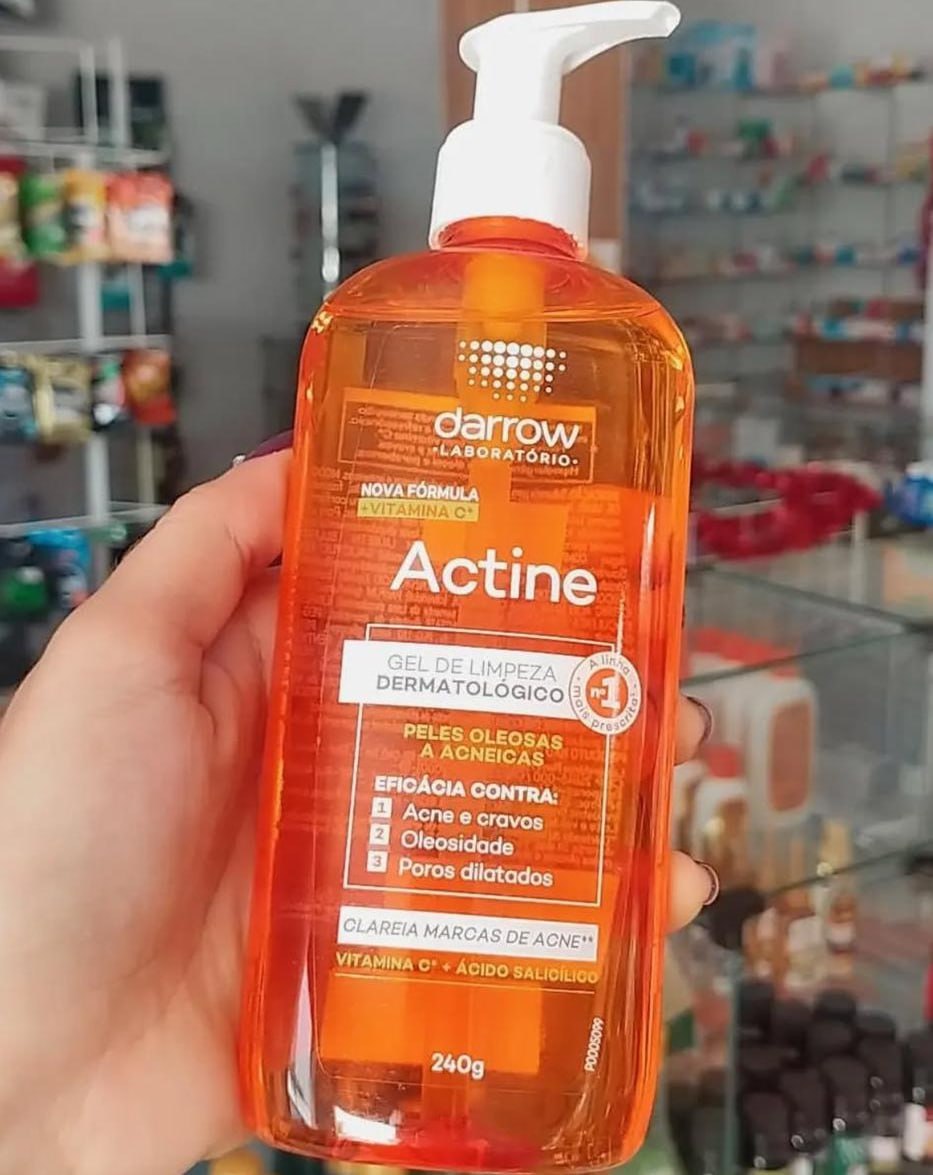 darrow
•LABORATÓRIO•
NOVA FÓRMULA
+VITAMINA C*
Actine
GEL DE LIMPEZA
DERMATOLÓGICO
A linha
nº1
mais prescrita
PELES OLEOSAS
A ACNEICAS
EFICÁCIA CONTRA:
1 Acne e cravos
2 Oleosidade
3 Poros dilatados
CLAREIA MARCAS DE ACNE**
VITAMINA C* + ÁCIDO SALICÍLICO
240g
P0005099